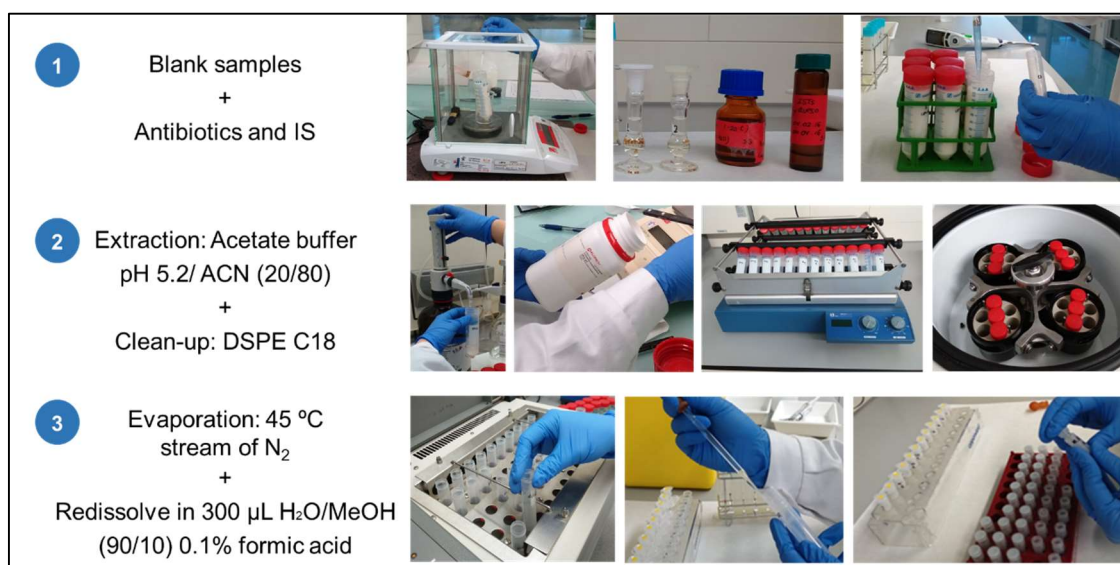 1
Blank samples
+
Antibiotics and IS
2
Extraction: Acetate buffer
pH 5.2/ ACN (20/80)
+
Clean-up: DSPE C18
3
Evaporation: 45 ºC
stream of N₂
+
Redissolve in 300 µL H₂O/MeOH
(90/10) 0.1% formic acid